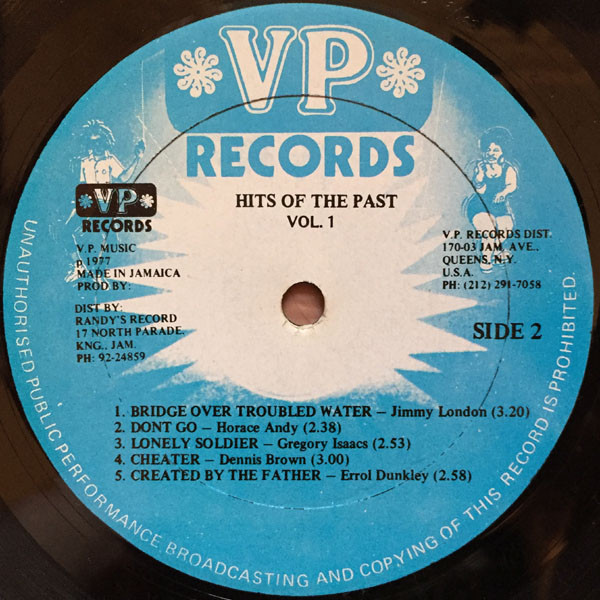 VP
RECORDS
HITS OF THE PAST
VOL. 1
VP
RECORDS
V.P. MUSIC
p 1977
MADE IN JAMAICA
PROD BY:
DIST BY:
RANDY'S RECORD
17 NORTH PARADE.
KNG., JAM.
PH: 92-24859
V.P. RECORDS DIST.
170-03 JAM. AVE..
QUEENS, N.Y.
U.S.A.
PH: (212) 291-7058
SIDE 2
1. BRIDGE OVER TROUBLED WATER – Jimmy London (3.20)
2. DONT GO – Horace Andy (2.38)
3. LONELY SOLDIER – Gregory Isaacs (2.53)
4. CHEATER – Dennis Brown (3.00)
5. CREATED BY THE FATHER – Errol Dunkley (2.58)
UNAUTHORISED PUBLIC PERFORMANCE BROADCASTING AND COPYING OF THIS RECORD IS PROHIBITED.